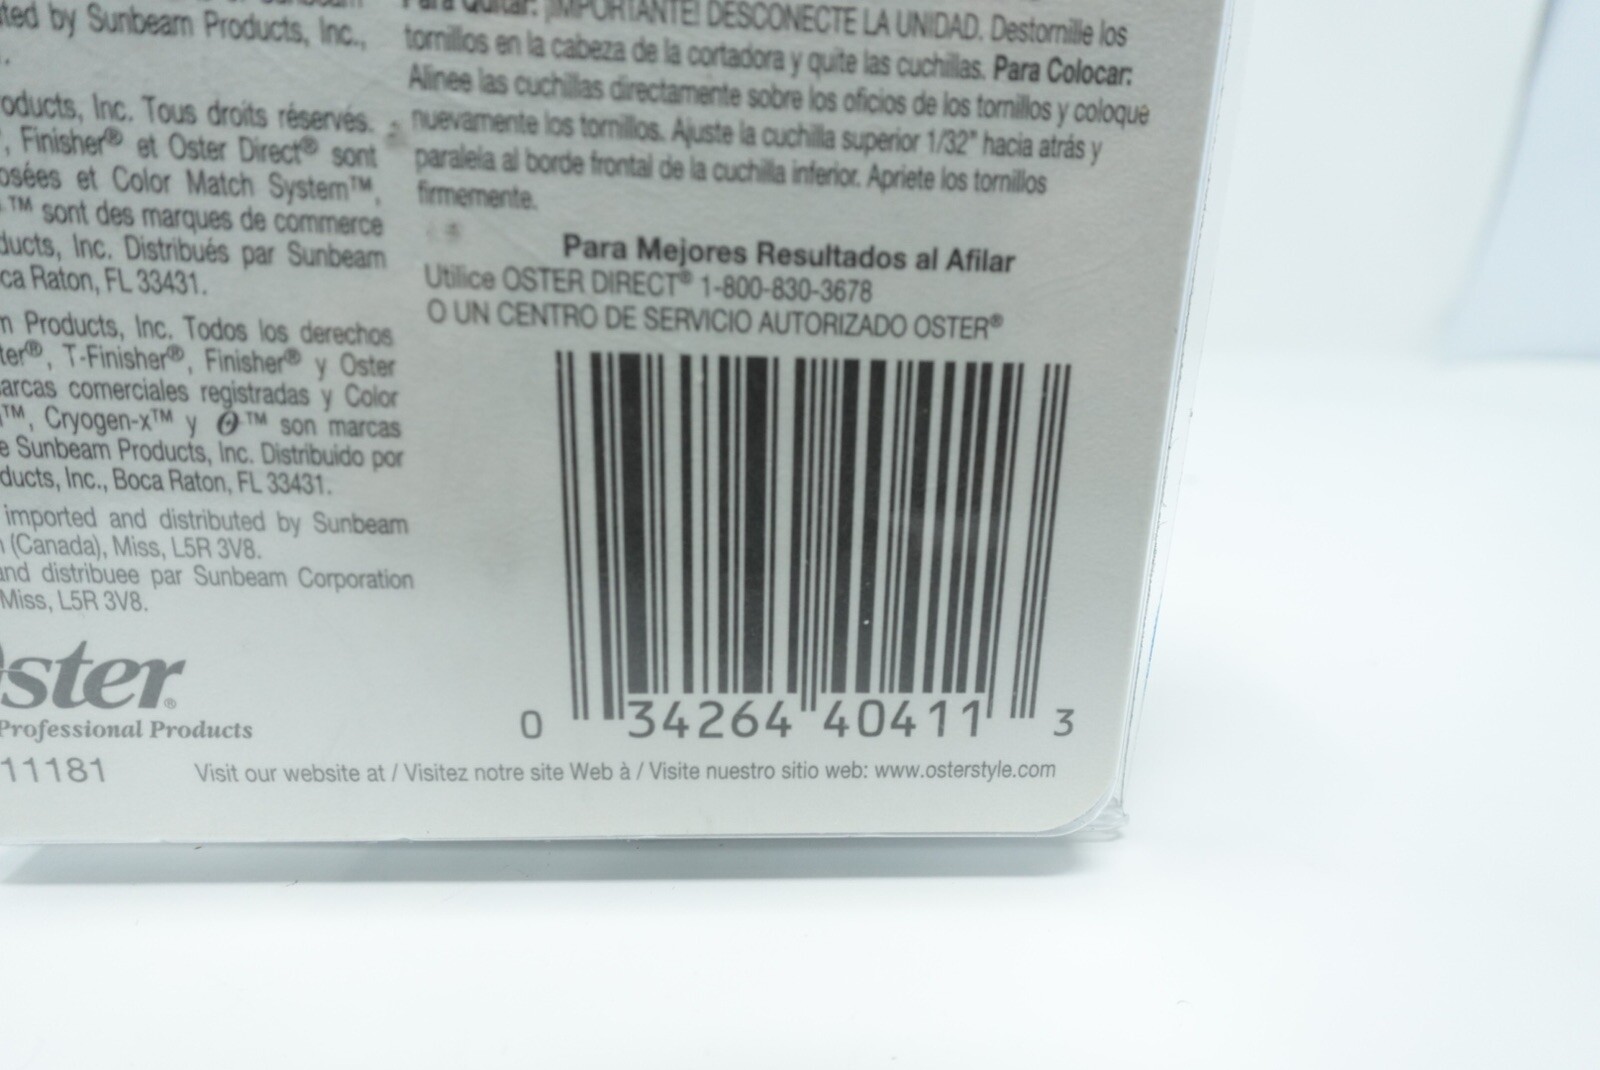 ted by Sunbeam Products, Inc.,
oducts, Inc. Tous droits réservés.
, Finisher® et Oster Direct® sont
osées et Color Match System™,
™ sont des marques de commerce
ducts, Inc. Distribués par Sunbeam
ca Raton, FL 33431.
n Products, Inc. Todos los derechos
ter®, T-Finisher®, Finisher® y Oster
arcas comerciales registradas y Color
™, Cryogen-x™ y ™ son marcas
e Sunbeam Products, Inc. Distribuido por
ducts, Inc., Boca Raton, FL 33431.
imported and distributed by Sunbeam
n (Canada), Miss, L5R 3V8.
and distribuee par Sunbeam Corporation
Miss, L5R 3V8.
Oster®
Professional Products
11181
Para Quitar: ¡IMPORTANTE! DESCONECTE LA UNIDAD. Destornille los
tornillos en la cabeza de la cortadora y quite las cuchillas. Para Colocar:
Alinee las cuchillas directamente sobre los oficios de los tornillos y coloque
nuevamente los tornillos. Ajuste la cuchilla superior 1/32" hacia atrás y
paralela al borde frontal de la cuchilla inferior. Apriete los tornillos
firmemente.
Para Mejores Resultados al Afilar
Utilice OSTER DIRECT® 1-800-830-3678
O UN CENTRO DE SERVICIO AUTORIZADO OSTER®
0 34264 40411 3
Visit our website at / Visitez notre site Web à / Visite nuestro sitio web: www.osterstyle.com